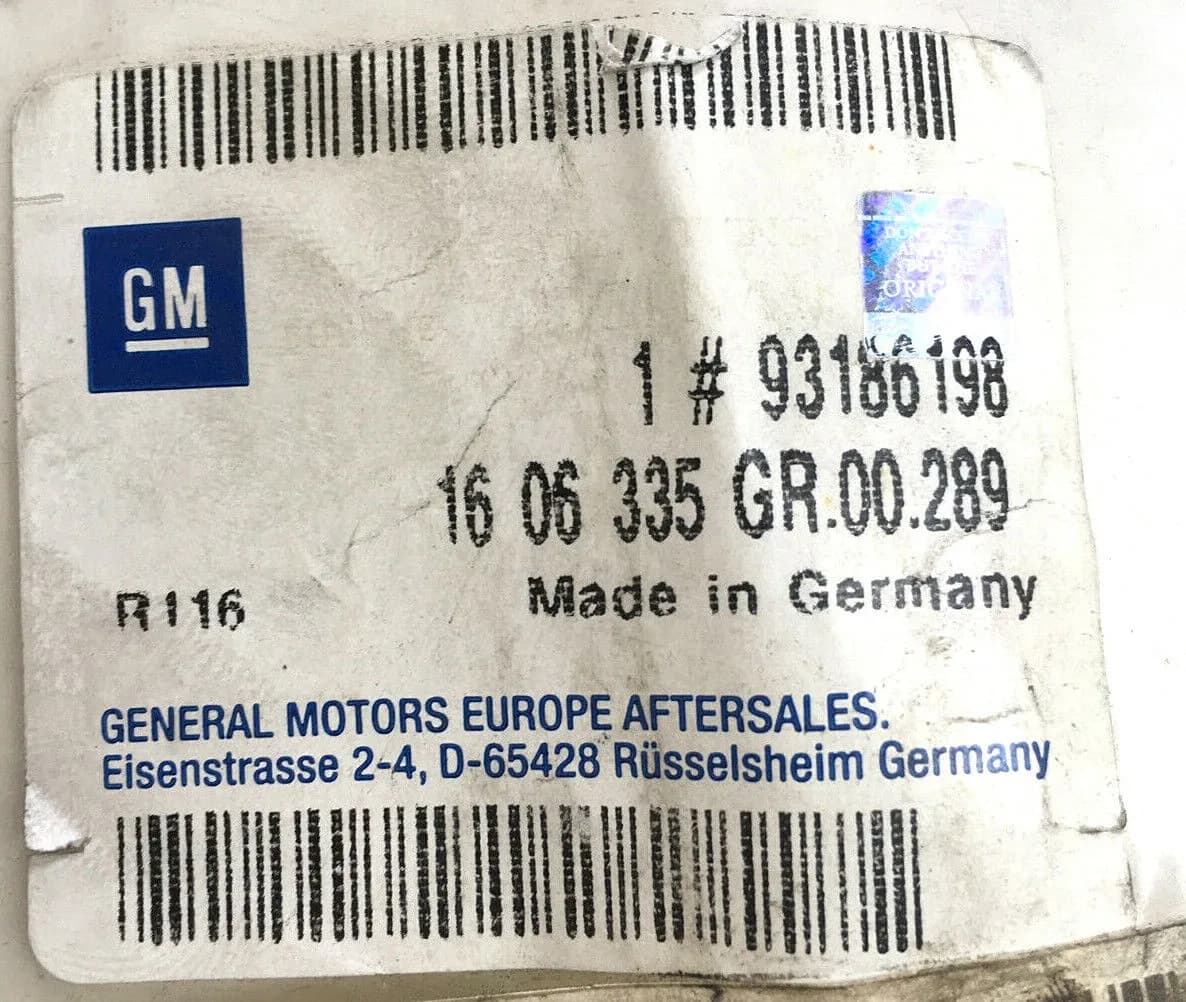 GM
1 # 93186198
16 06 335 GR.00.289
R116
Made in Germany
GENERAL MOTORS EUROPE AFTERSALES.
Eisenstrasse 2-4, D-65428 Rüsselsheim Germany